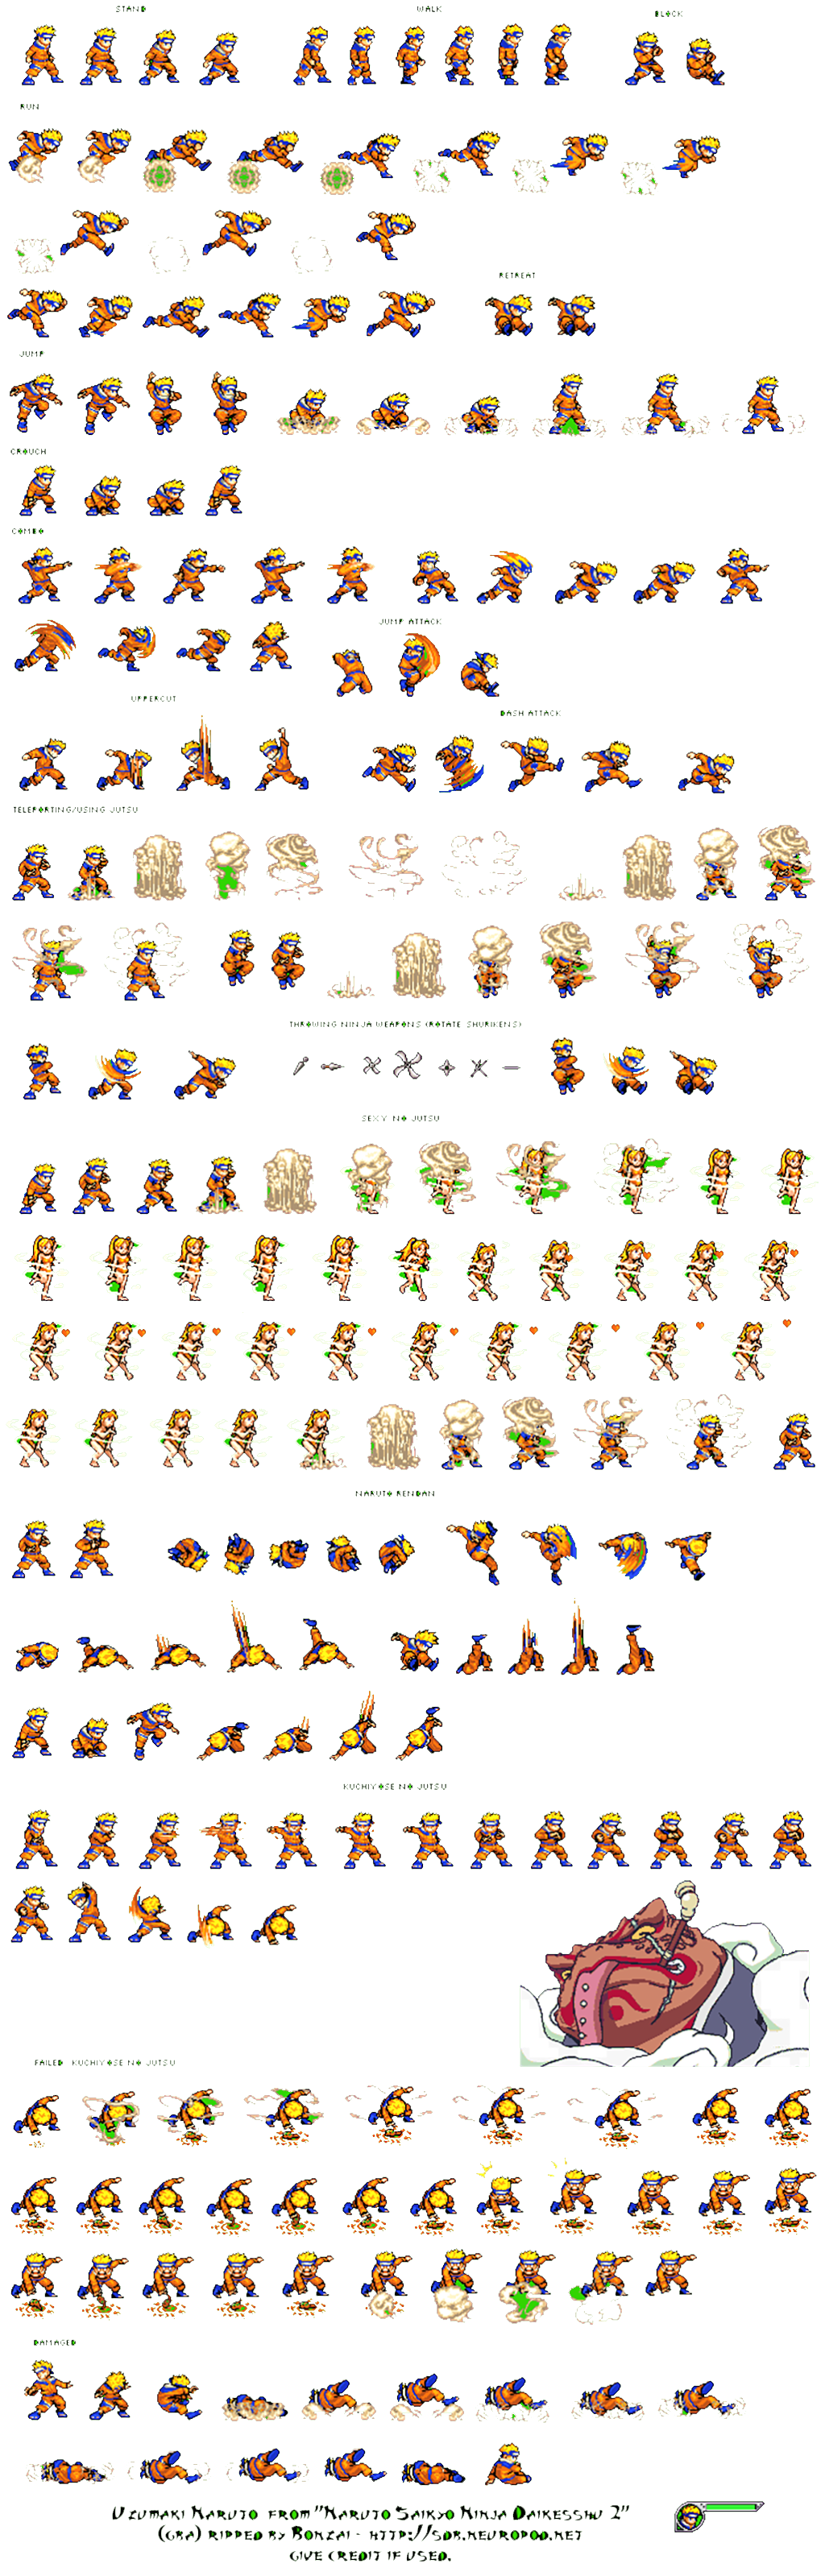 STAND
WALK
BLOCK
RUN
RETREAT
JUMP
CROUCH
COMBO
JUMP ATTACK
UPPERCUT
DASH ATTACK
TELEPORTING/USING JUTSU
THROWING NINJA WEAPONS (ROTATE SHURIKENS)
SEXY NO JUTSU
NARUTO RENDAN
KUCHIYOSE NO JUTSU
FAILED KUCHIYOSE NO JUTSU
DAMAGED
UZUMAKI NARUTO FROM "NARUTO SAIKYO NINJA DAIKESSHU 2"
(GBA) RIPPED BY BONZAI - HTTP://SDB.NEUROPOD.NET
GIVE CREDIT IF USED.